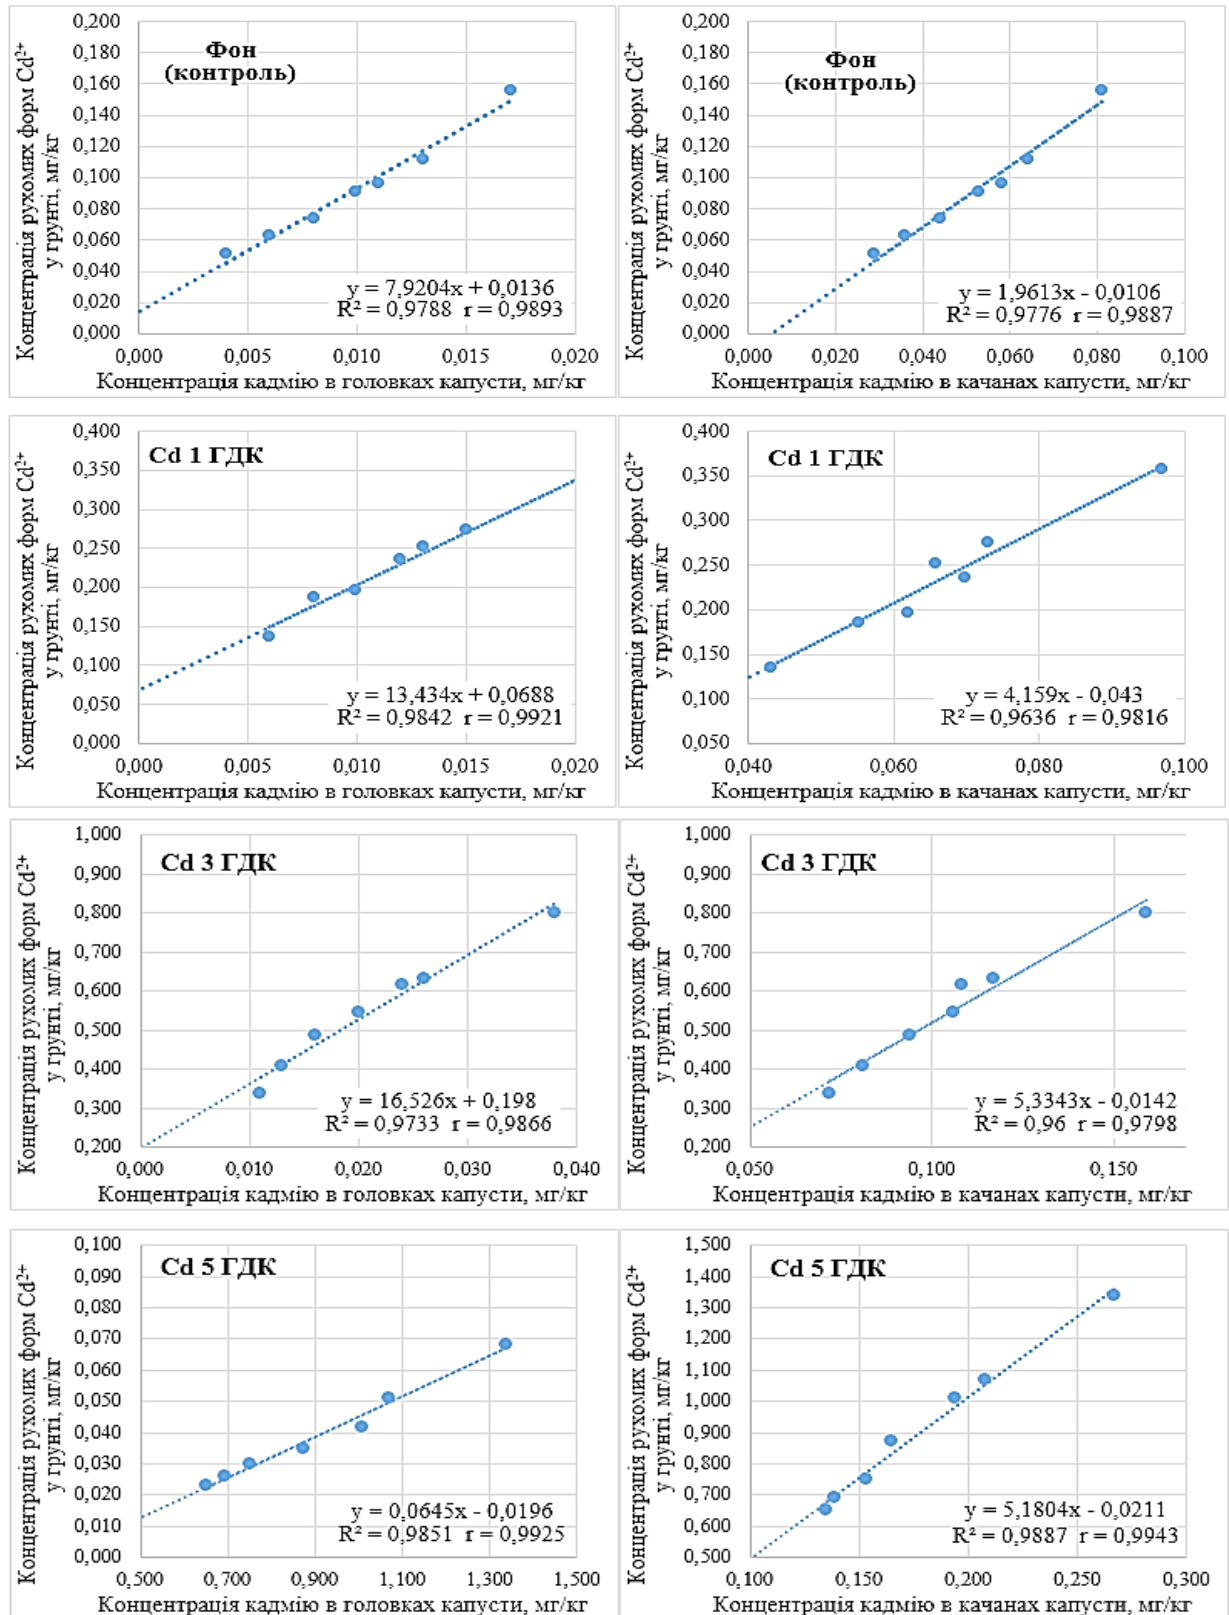 Концентрація рухомих форм Cd²⁺
у грунті, мг/кг
0,200
0,180
0,160
0,140
0,120
0,100
0,080
0,060
0,040
0,020
0,000
Фон
(контроль)
y = 7,9204x + 0,0136
R² = 0,9788 r = 0,9893
0,000 0,005 0,010 0,015 0,020
Концентрація кадмію в головках капусти, мг/кг
Концентрація рухомих форм Cd²⁺
у грунті, мг/кг
0,200
0,180
0,160
0,140
0,120
0,100
0,080
0,060
0,040
0,020
0,000
Фон
(контроль)
y = 1,9613x - 0,0106
R² = 0,9776 r = 0,9887
0,000 0,020 0,040 0,060 0,080 0,100
Концентрація кадмію в качанах капусти, мг/кг
Концентрація рухомих форм Cd²⁺
у грунті, мг/кг
0,400
0,350
0,300
0,250
0,200
0,150
0,100
0,050
0,000
Cd 1 ГДК
y = 13,434x + 0,0688
R² = 0,9842 r = 0,9921
0,000 0,005 0,010 0,015 0,020
Концентрація кадмію в головках капусти, мг/кг
Концентрація рухомих форм Cd²⁺
у грунті, мг/кг
0,400
0,350
0,300
0,250
0,200
0,150
0,100
0,050
Cd 1 ГДК
y = 4,159x - 0,043
R² = 0,9636 r = 0,9816
0,040 0,060 0,080 0,100
Концентрація кадмію в качанах капусти, мг/кг
Концентрація рухомих форм Cd²⁺
у грунті, мг/кг
1,000
0,900
0,800
0,700
0,600
0,500
0,400
0,300
0,200
Cd 3 ГДК
y = 16,526x + 0,198
R² = 0,9733 r = 0,9866
0,000 0,010 0,020 0,030 0,040
Концентрація кадмію в головках капусти, мг/кг
Концентрація рухомих форм Cd²⁺
у грунті, мг/кг
1,000
0,900
0,800
0,700
0,600
0,500
0,400
0,300
0,200
Cd 3 ГДК
y = 5,3343x - 0,0142
R² = 0,96 r = 0,9798
0,050 0,100 0,150
Концентрація кадмію в качанах капусти, мг/кг
Концентрація рухомих форм Cd²⁺
у грунті, мг/кг
0,100
0,090
0,080
0,070
0,060
0,050
0,040
0,030
0,020
0,010
0,000
Cd 5 ГДК
y = 0,0645x - 0,0196
R² = 0,9851 r = 0,9925
0,500 0,700 0,900 1,100 1,300 1,500
Концентрація кадмію в головках капусти, мг/кг
Концентрація рухомих форм Cd²⁺
у грунті, мг/кг
1,500
1,400
1,300
1,200
1,100
1,000
0,900
0,800
0,700
0,600
0,500
Cd 5 ГДК
y = 5,1804x - 0,0211
R² = 0,9887 r = 0,9943
0,100 0,150 0,200 0,250 0,300
Концентрація кадмію в качанах капусти, мг/кг